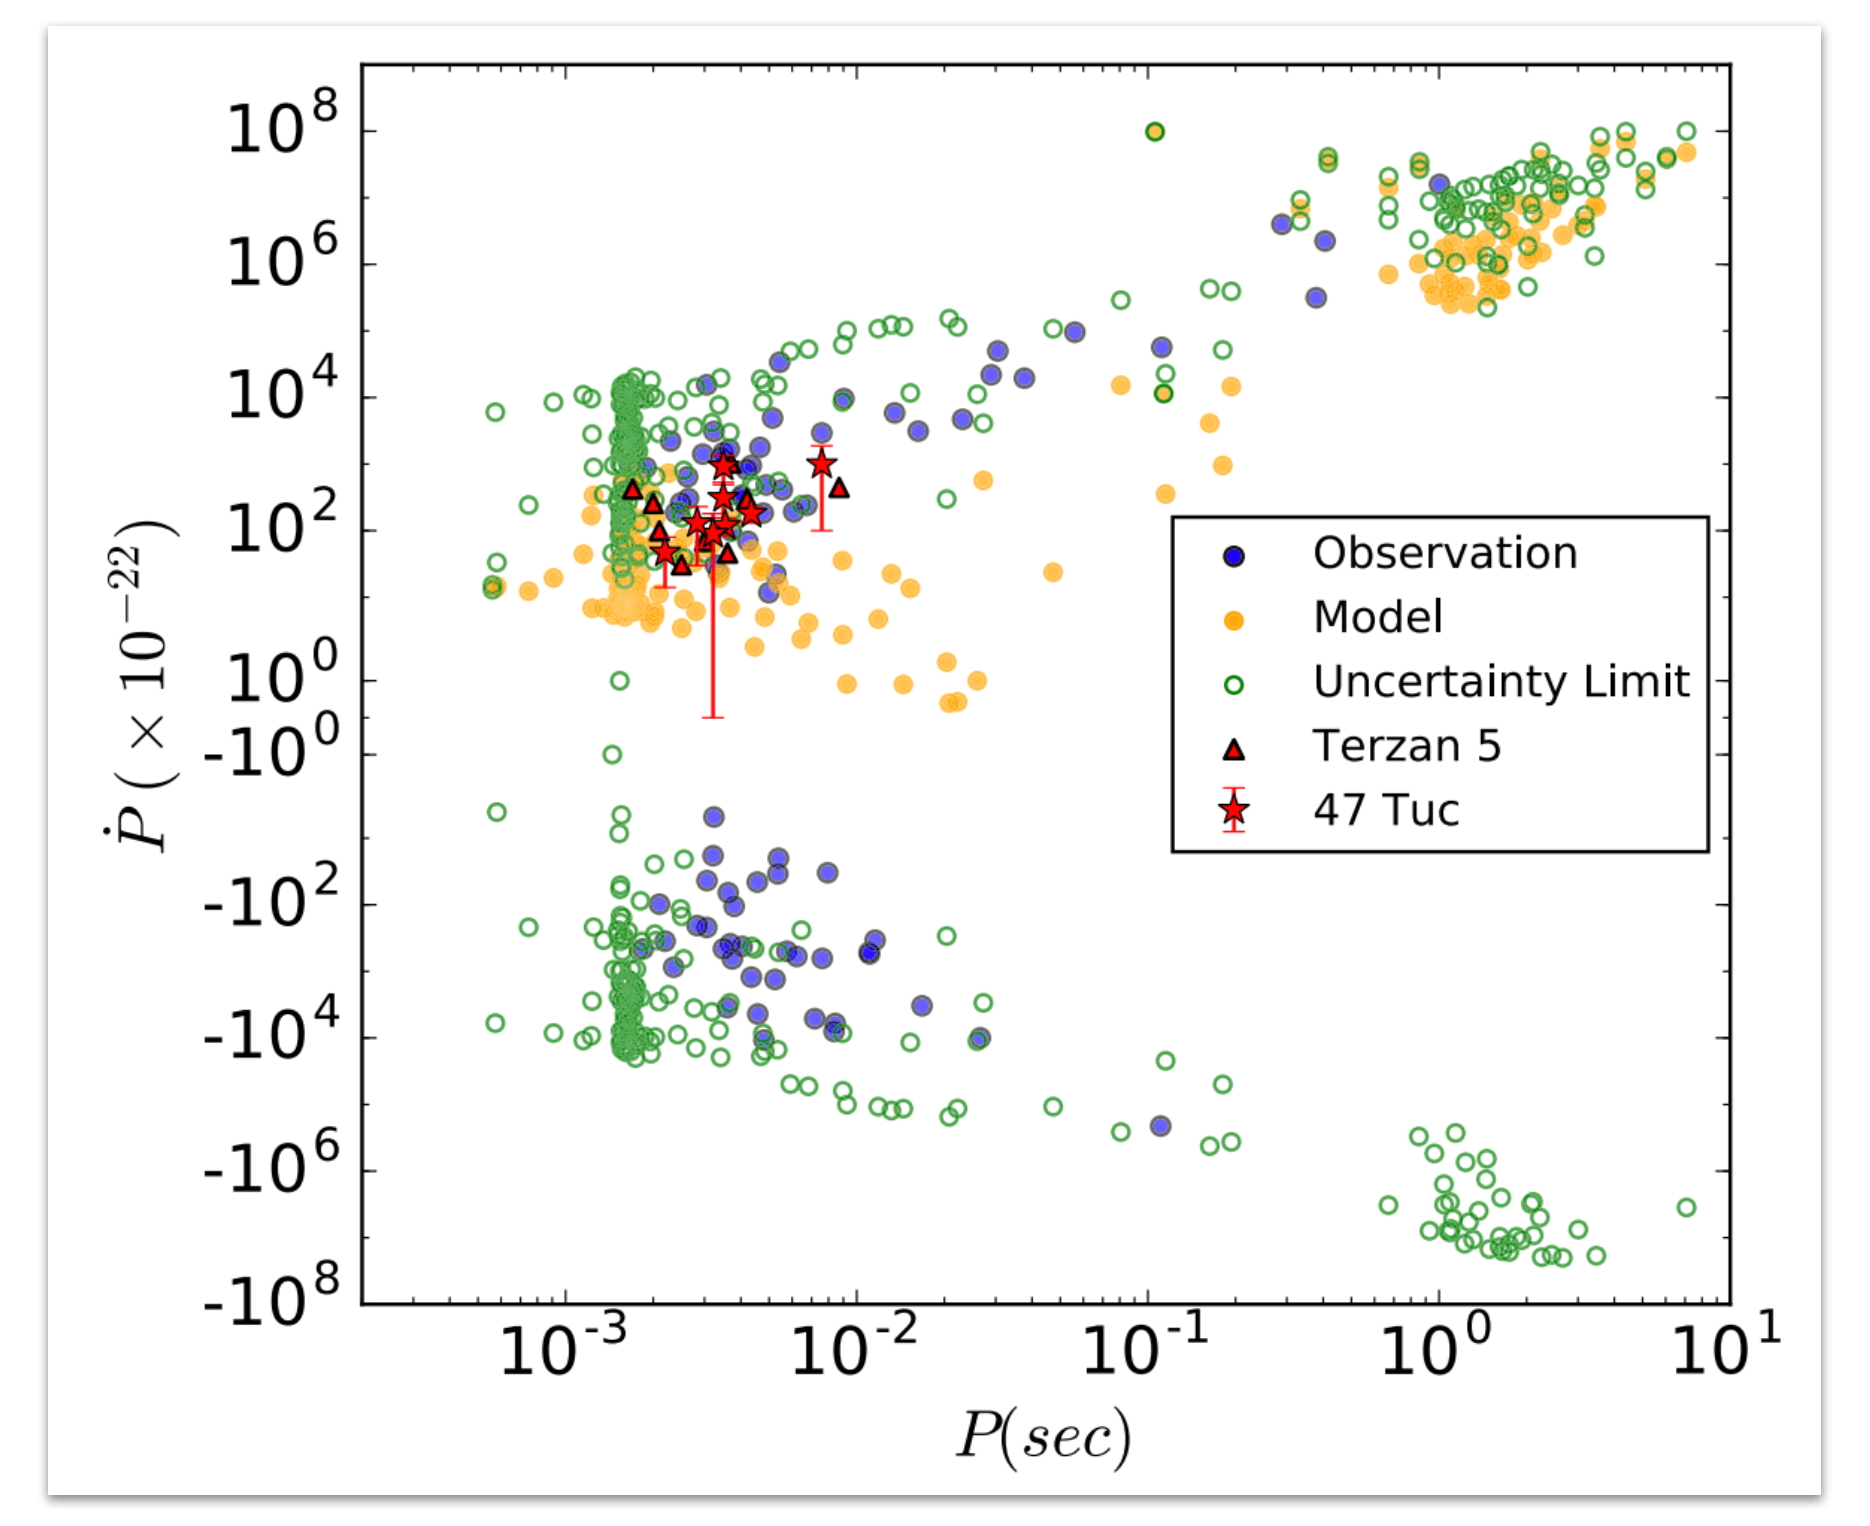 10^8
10^6
10^4
10^2
10^0
-10^0
-10^2
-10^4
-10^6
-10^8
Ṗ (×10^{−22})
Observation
Model
Uncertainty Limit
Terzan 5
47 Tuc
10^{-3} 10^{-2} 10^{-1} 10^0 10^1
P(sec)